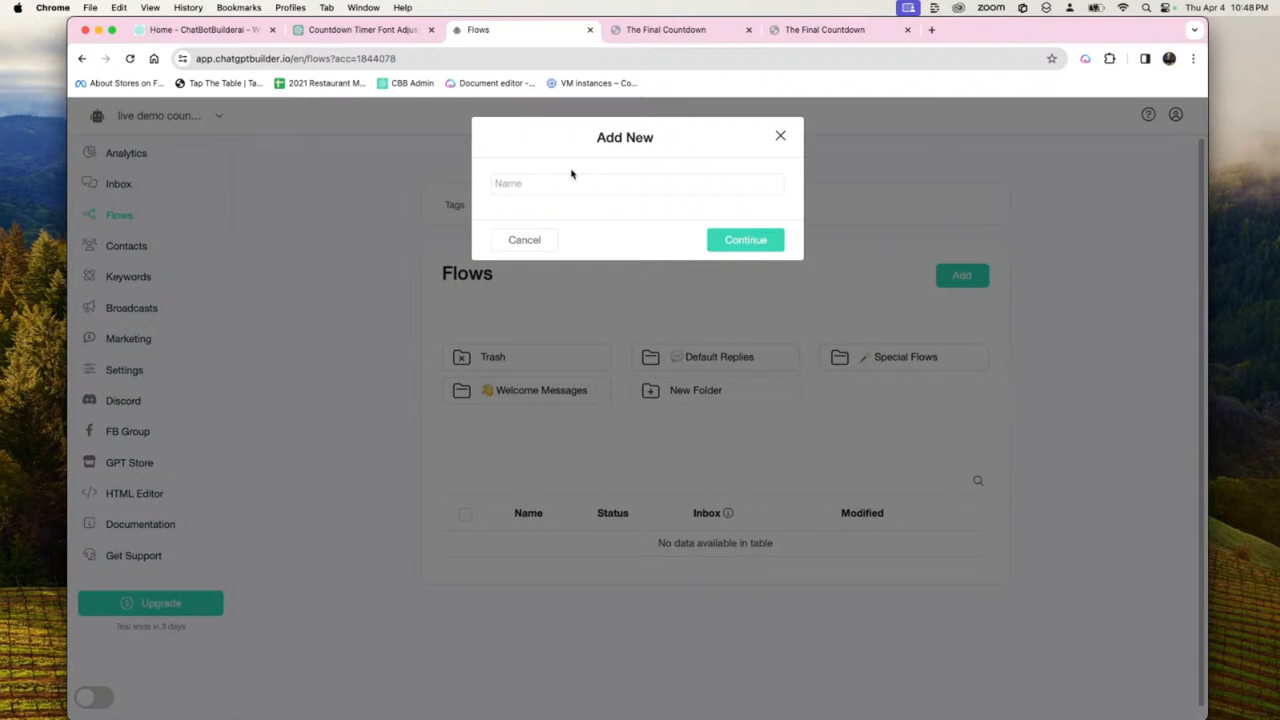 Chrome File Edit View History Bookmarks Profiles Tab Window Help zoom Thu Apr 4 10:48 PM
Home - ChatBotBuilderai - W Countdown Timer Font Adjus Flows The Final Countdown The Final Countdown
app.chatgptbuilder.io/en/flows?acc=1844078
About Stores on F... Tap The Table | Ta... 2021 Restaurant M... CBB Admin Document editor -... VM instances – Co...
live demo coun...
Add New
Name
Cancel Continue
Analytics
Inbox
Flows
Contacts
Keywords
Broadcasts
Marketing
Settings
Discord
FB Group
GPT Store
HTML Editor
Documentation
Get Support
Upgrade
Trial ends in 3 days
Tags
Flows Add
Trash Default Replies Special Flows
Welcome Messages New Folder
Name Status Inbox Modified
No data available in table